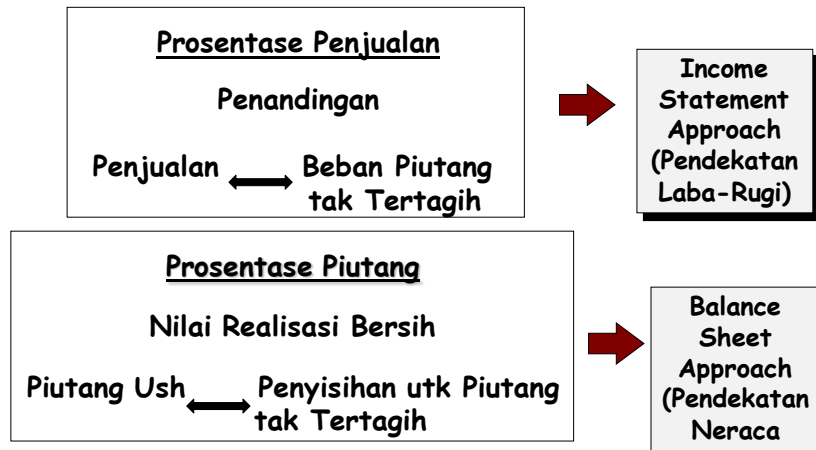 Prosentase Penjualan
Penandingan
Penjualan Beban Piutang
tak Tertagih
Income
Statement
Approach
(Pendekatan
Laba-Rugi)
Prosentase Piutang
Nilai Realisasi Bersih
Piutang Ush Penyisihan utk Piutang
tak Tertagih
Balance
Sheet
Approach
(Pendekatan
Neraca